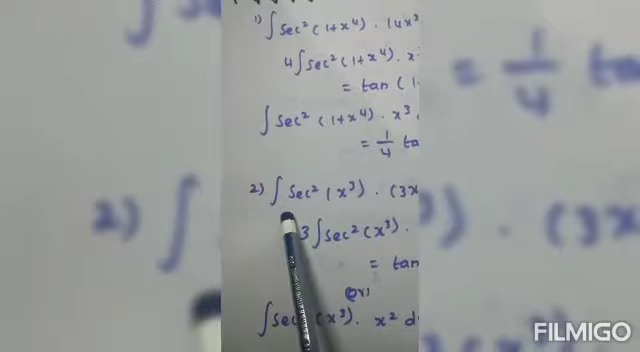 1) ∫ sec² (1+x⁴) . (4x³
4 ∫ sec² (1+x⁴) . x
= tan ( 1
∫ sec² (1+x⁴) . x³
= 1/4 ta
2) ∫ sec² (x³) . (3x
3 ∫ sec² (x³) .
= tan
(or)
∫ sec² (x³) . x² d
FILMIGO